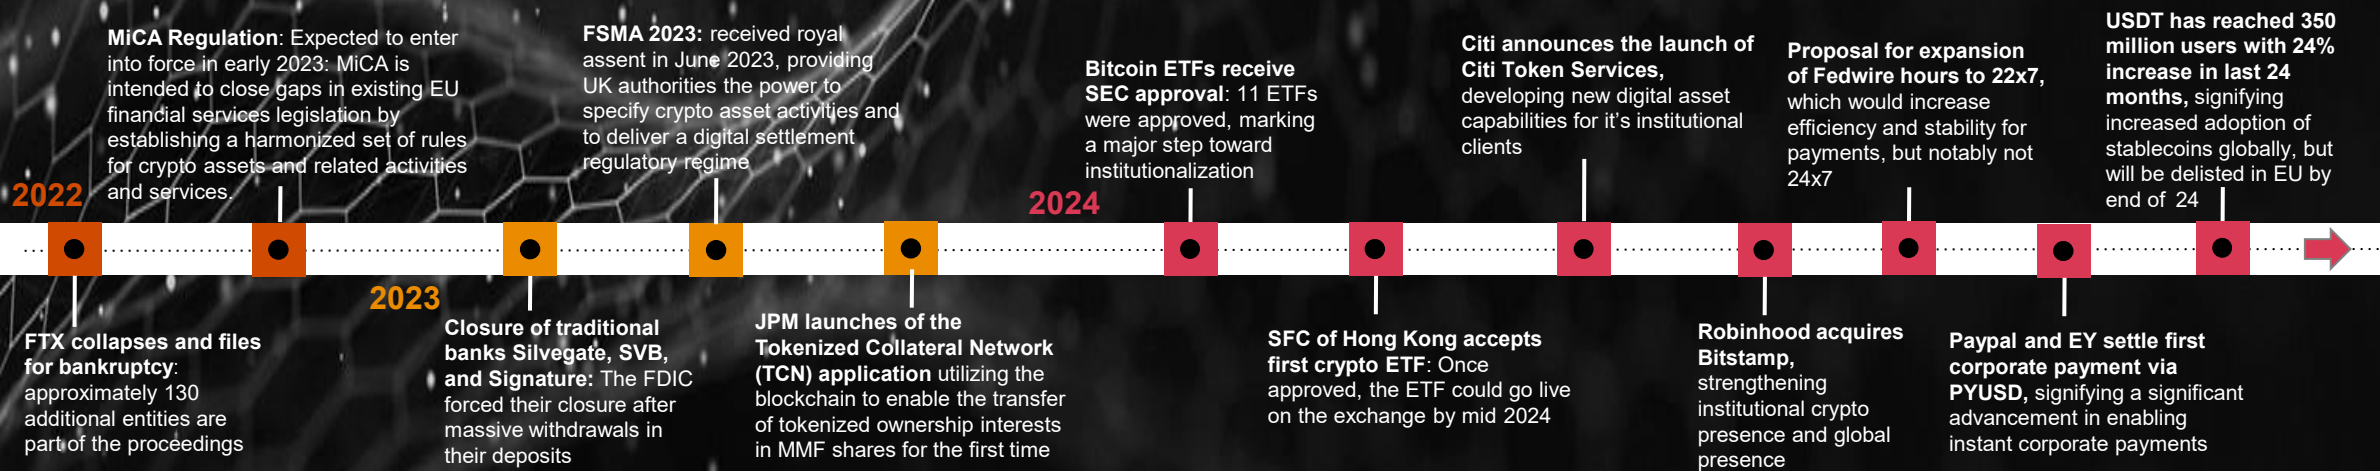 2022
MiCA Regulation: Expected to enter
into force in early 2023: MiCA is
intended to close gaps in existing EU
financial services legislation by
establishing a harmonized set of rules
for crypto assets and related activities
and services.
FSMA 2023: received royal
assent in June 2023, providing
UK authorities the power to
specify crypto asset activities and
to deliver a digital settlement
regulatory regime
2024
Bitcoin ETFs receive
SEC approval: 11 ETFs
were approved, marking
a major step toward
institutionalization
Citi announces the launch of
Citi Token Services,
developing new digital asset
capabilities for it's institutional
clients
Proposal for expansion
of Fedwire hours to 22x7,
which would increase
efficiency and stability for
payments, but notably not
24x7
USDT has reached 350
million users with 24%
increase in last 24
months, signifying
increased adoption of
stablecoins globally, but
will be delisted in EU by
end of 24
FTX collapses and files
for bankruptcy:
approximately 130
additional entities are
part of the proceedings
2023
Closure of traditional
banks Silvegate, SVB,
and Signature: The FDIC
forced their closure after
massive withdrawals in
their deposits
JPM launches of the
Tokenized Collateral Network
(TCN) application utilizing the
blockchain to enable the transfer
of tokenized ownership interests
in MMF shares for the first time
SFC of Hong Kong accepts
first crypto ETF: Once
approved, the ETF could go live
on the exchange by mid 2024
Robinhood acquires
Bitstamp,
strengthening
institutional crypto
presence and global
presence
Paypal and EY settle first
corporate payment via
PYUSD, signifying a significant
advancement in enabling
instant corporate payments